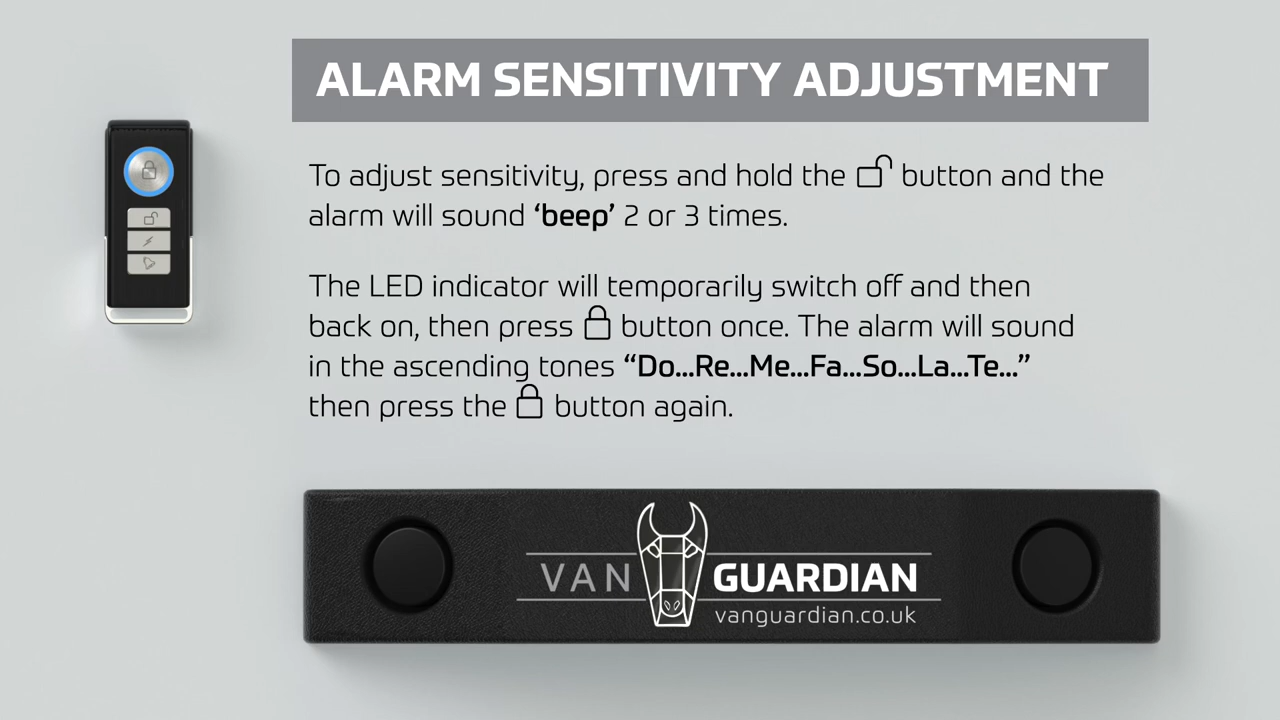 ALARM SENSITIVITY ADJUSTMENT
To adjust sensitivity, press and hold the button and the
alarm will sound ‘beep’ 2 or 3 times.
The LED indicator will temporarily switch off and then
back on, then press button once. The alarm will sound
in the ascending tones “Do...Re...Me...Fa...So...La...Te...”
then press the button again.
VAN GUARDIAN
vanguardian.co.uk